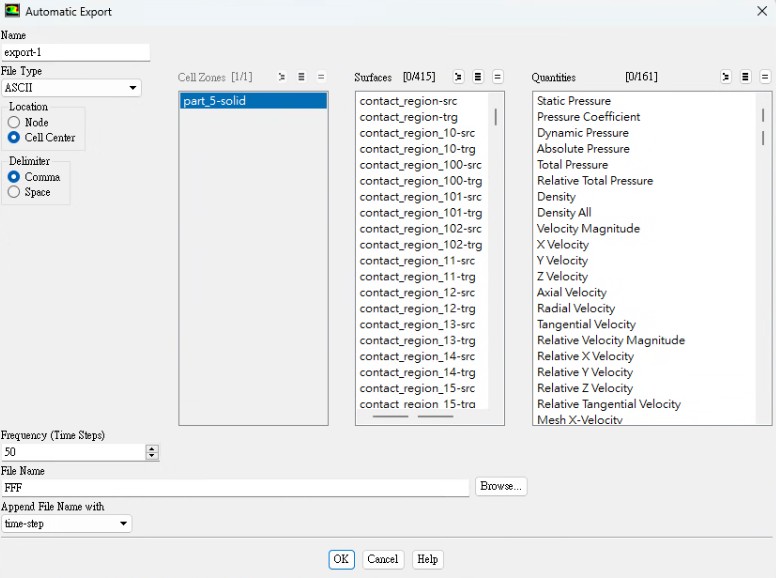 Automatic Export
Name
export-1
File Type
ASCII
Location
Node
Cell Center
Delimiter
Comma
Space
Cell Zones [1/1]
part_5-solid
Surfaces [0/415]
contact_region-src
contact_region-trg
contact_region_10-src
contact_region_10-trg
contact_region_100-src
contact_region_100-trg
contact_region_101-src
contact_region_101-trg
contact_region_102-src
contact_region_102-trg
contact_region_11-src
contact_region_11-trg
contact_region_12-src
contact_region_12-trg
contact_region_13-src
contact_region_13-trg
contact_region_14-src
contact_region_14-trg
contact_region_15-src
contact_region_15-trg
Quantities [0/161]
Static Pressure
Pressure Coefficient
Dynamic Pressure
Absolute Pressure
Total Pressure
Relative Total Pressure
Density
Density All
Velocity Magnitude
X Velocity
Y Velocity
Z Velocity
Axial Velocity
Radial Velocity
Tangential Velocity
Relative Velocity Magnitude
Relative X Velocity
Relative Y Velocity
Relative Z Velocity
Relative Tangential Velocity
Mesh X-Velocity
Frequency (Time Steps)
50
File Name
FFF
Browse...
Append File Name with
time-step
OK
Cancel
Help